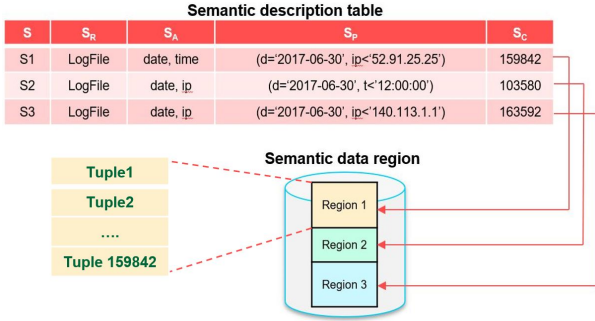 Semantic description table
S S_R S_A S_P S_C
S1 LogFile date, time (d=‘2017-06-30’, ip<‘52.91.25.25’) 159842
S2 LogFile date, ip (d=‘2017-06-30’, t<‘12:00:00’) 103580
S3 LogFile date, ip (d=‘2017-06-30’, ip<‘140.113.1.1’) 163592
Semantic data region
Tuple1
Tuple2
....
Tuple 159842
Region 1
Region 2
Region 3